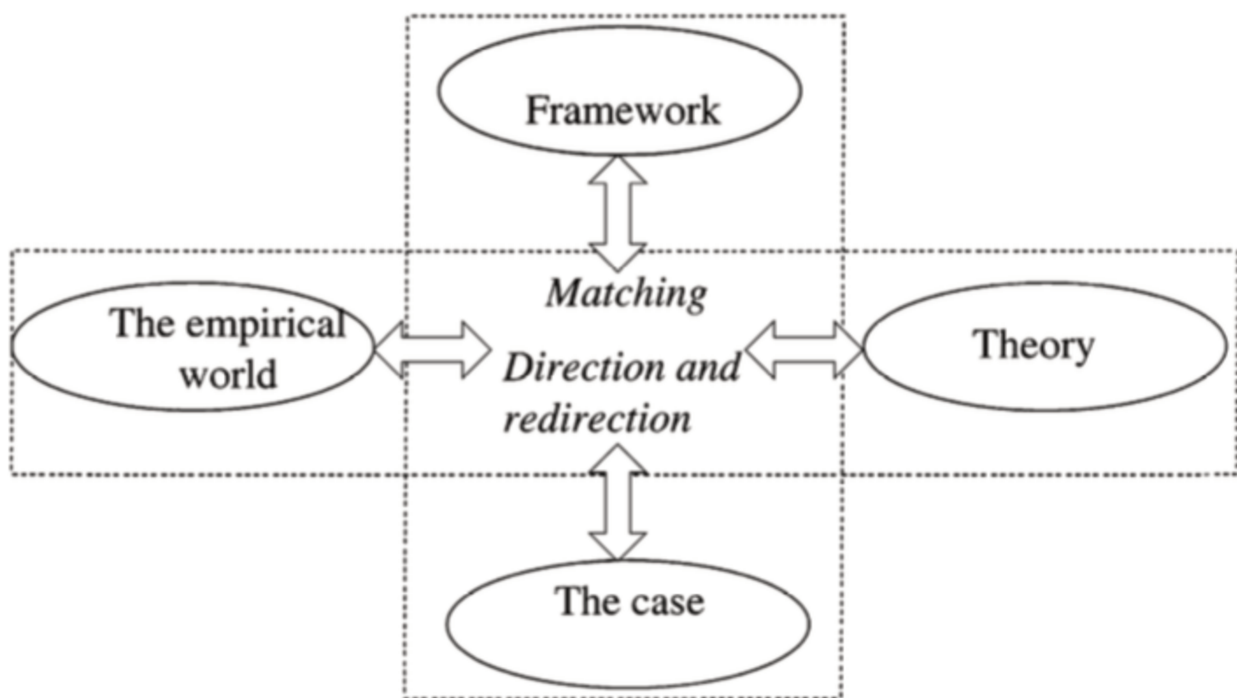 Framework
Matching
The empirical
world
Direction and
redirection
Theory
The case